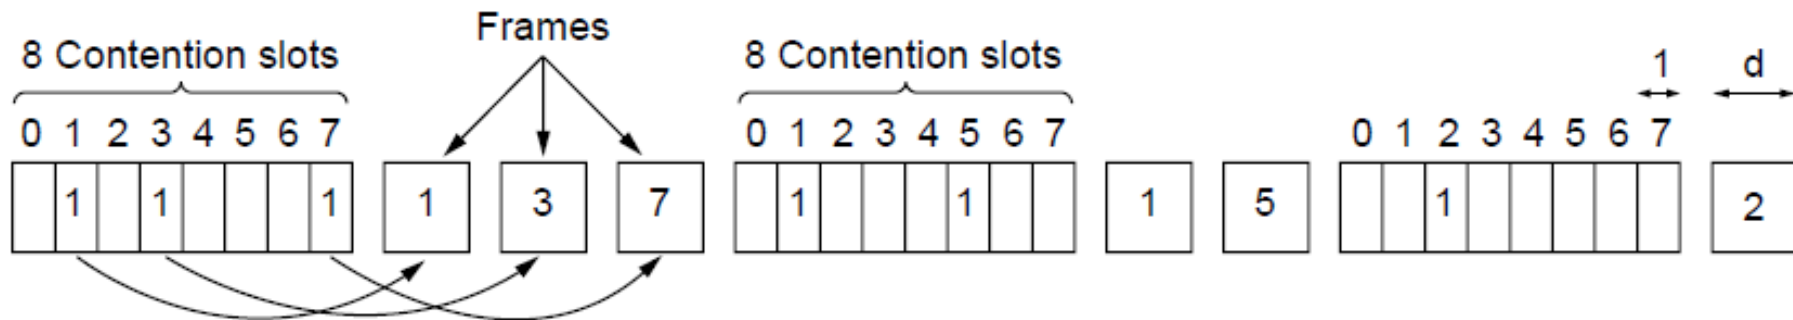 Frames
8 Contention slots 8 Contention slots 1 d
0 1 2 3 4 5 6 7 0 1 2 3 4 5 6 7 0 1 2 3 4 5 6 7
1 1 1 1 3 7 1 1 1 5 1 2